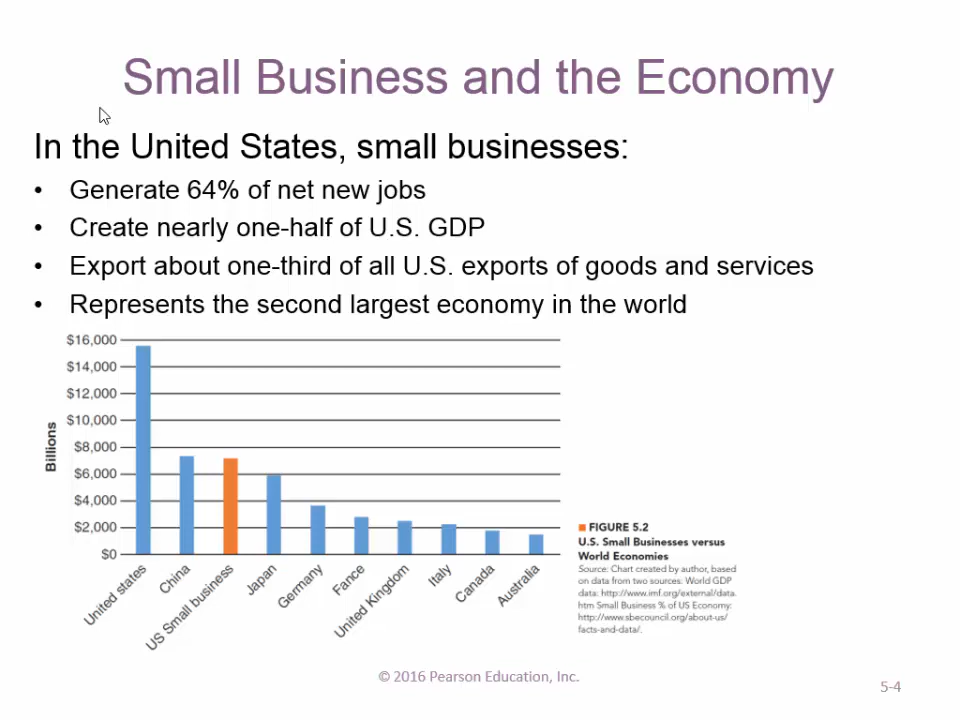 Small Business and the Economy
In the United States, small businesses:
• Generate 64% of net new jobs
• Create nearly one-half of U.S. GDP
• Export about one-third of all U.S. exports of goods and services
• Represents the second largest economy in the world
$16,000
$14,000
$12,000
$10,000
$8,000
$6,000
$4,000
$2,000
$0
Billions
United states
China
US Small business
Japan
Germany
Fance
United Kingdom
Italy
Canada
Australia
FIGURE 5.2
U.S. Small Businesses versus
World Economies
Source: Chart created by author, based
on data from two sources: World GDP
data: http://www.imf.org/external/data.
htm Small Business % of US Economy:
http://www.sbecouncil.org/about-us/
facts-and-data/.
© 2016 Pearson Education, Inc.
5-4